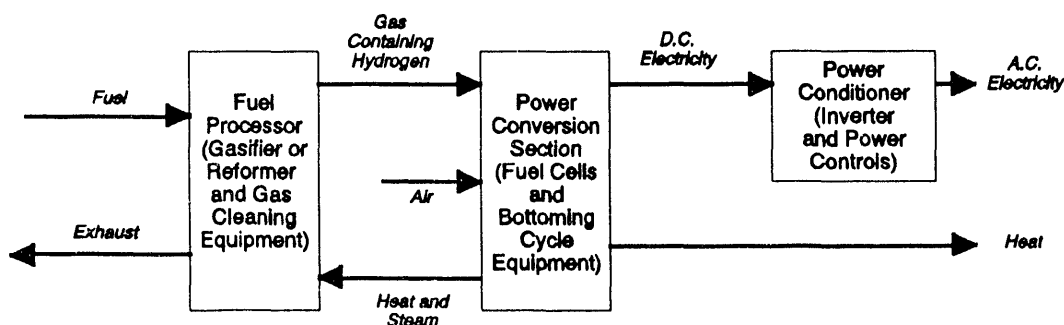 Gas
Containing
Hydrogen
D.C.
Electricity
A.C.
Electricity
Fuel
Fuel
Processor
(Gasifier or
Reformer
and Gas
Cleaning
Equipment)
Power
Conversion
Section
(Fuel Cells
and
Bottoming
Cycle
Equipment)
Power
Conditioner
(Inverter
and Power
Controls)
Air
Exhaust
Heat and
Steam
Heat